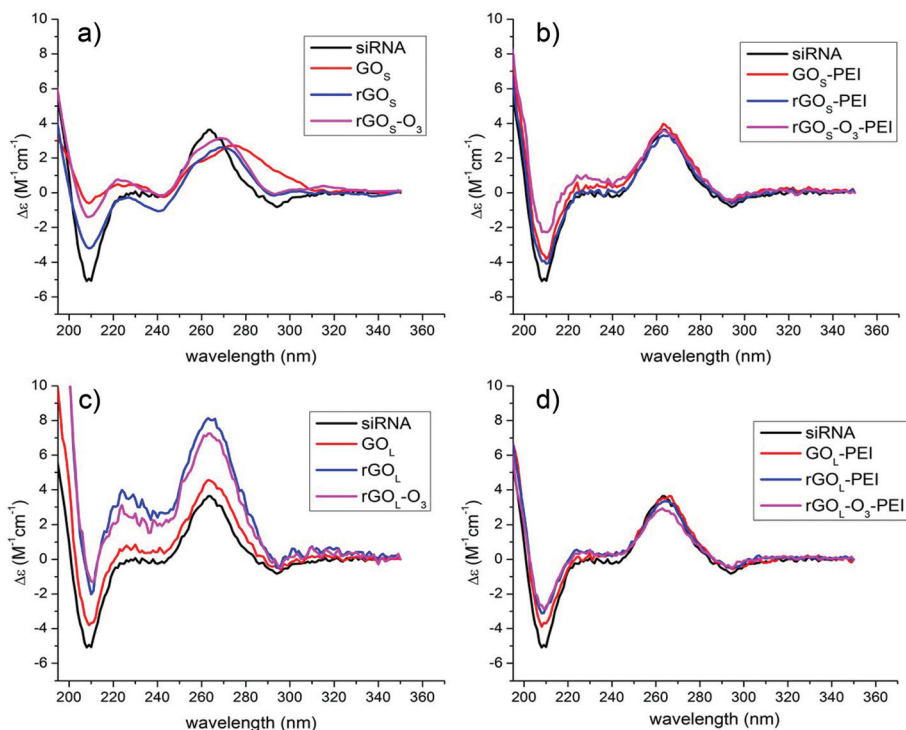 a)
siRNA
GOS
rGOS
rGOS-O3
10
8
6
4
2
0
-2
-4
-6
Δε (M-1cm-1)
200 220 240 260 280 300 320 340 360
wavelength (nm)
b)
siRNA
GOS-PEI
rGOS-PEI
rGOS-O3-PEI
10
8
6
4
2
0
-2
-4
-6
Δε (M-1cm-1)
200 220 240 260 280 300 320 340 360
wavelength (nm)
c)
siRNA
GOL
rGOL
rGOL-O3
10
8
6
4
2
0
-2
-4
-6
Δε (M-1cm-1)
200 220 240 260 280 300 320 340 360
wavelength (nm)
d)
siRNA
GOL-PEI
rGOL-PEI
rGOL-O3-PEI
10
8
6
4
2
0
-2
-4
-6
Δε (M-1cm-1)
200 220 240 260 280 300 320 340 360
wavelength (nm)